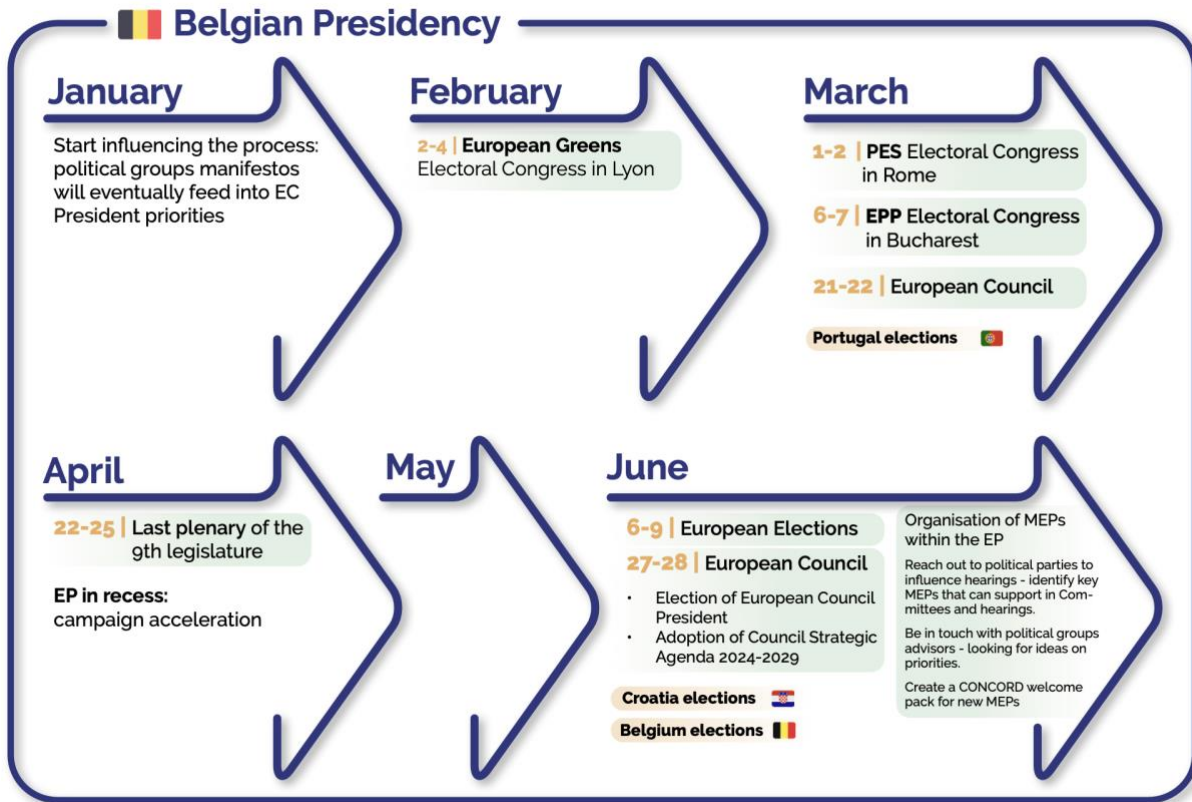 Belgian Presidency
January
Start influencing the process:
political groups manifestos
will eventually feed into EC
President priorities
February
2-4 | European Greens
Electoral Congress in Lyon
March
1-2 | PES Electoral Congress
in Rome
6-7 | EPP Electoral Congress
in Bucharest
21-22 | European Council
Portugal elections
April
22-25 | Last plenary of the
9th legislature
EP in recess:
campaign acceleration
May
June
6-9 | European Elections
27-28 | European Council
• Election of European Council
President
• Adoption of Council Strategic
Agenda 2024-2029
Croatia elections
Belgium elections
Organisation of MEPs
within the EP
Reach out to political parties to
influence hearings - identify key
MEPs that can support in Com-
mittees and hearings.
Be in touch with political groups
advisors - looking for ideas on
priorities.
Create a CONCORD welcome
pack for new MEPs